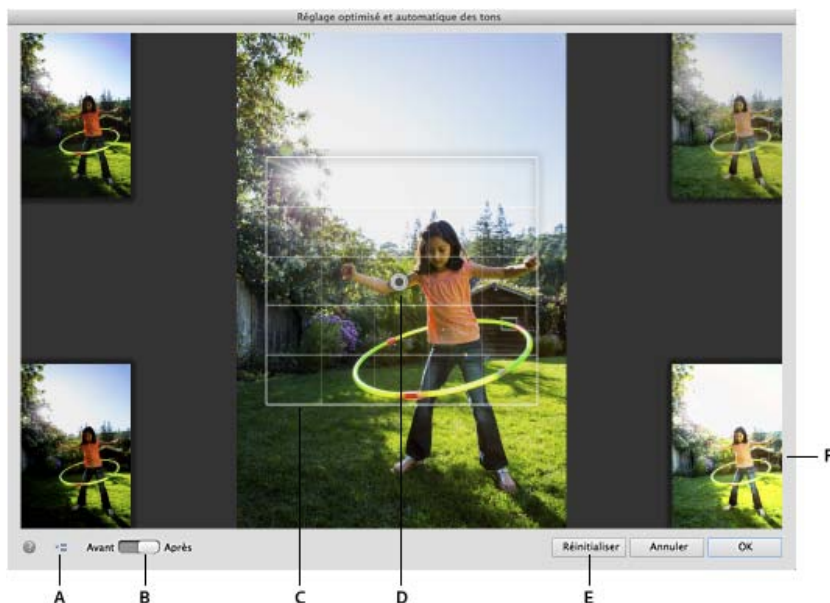 Réglage optimisé et automatique des tons
F
Avant Après Réinitialiser Annuler OK
A B C D E